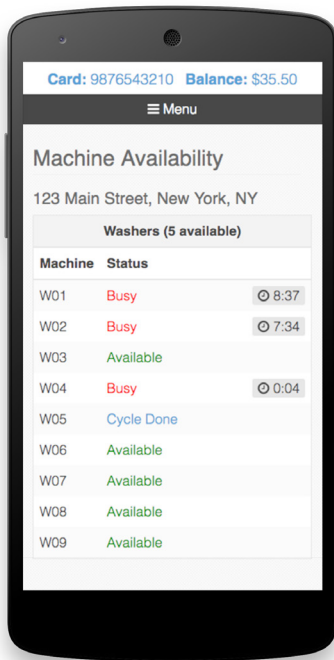 Card: 9876543210 Balance: $35.50
Menu
Machine Availability
123 Main Street, New York, NY
Washers (5 available)
Machine Status
W01 Busy 8:37
W02 Busy 7:34
W03 Available
W04 Busy 0:04
W05 Cycle Done
W06 Available
W07 Available
W08 Available
W09 Available